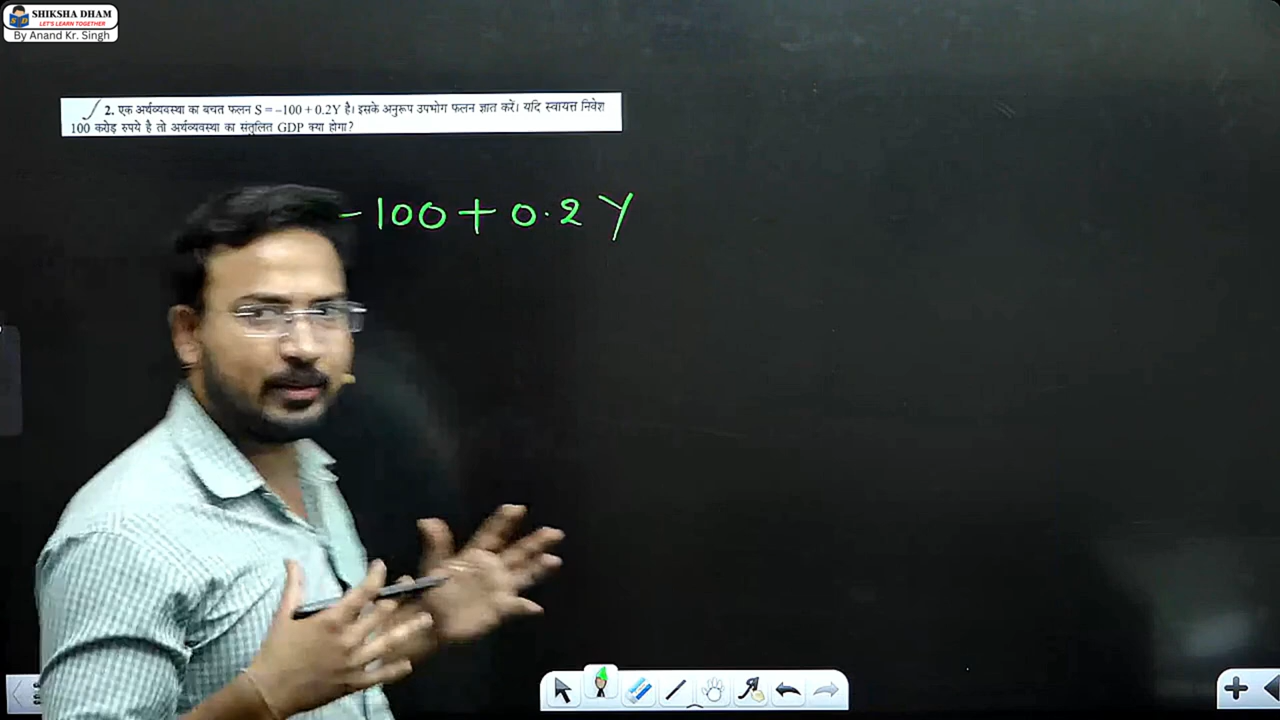 SHIKSHA DHAM
LET'S LEARN TOGETHER
By Anand Kr. Singh
2. एक अर्थव्यवस्था का बचत फलन S = –100 + 0.2Y है। इसके अनुरूप उपभोग फलन ज्ञात करें। यदि स्वायत्त निवेश
100 करोड़ रुपये है तो अर्थव्यवस्था का संतुलित GDP क्या होगा?
- 100 + 0.2 Y